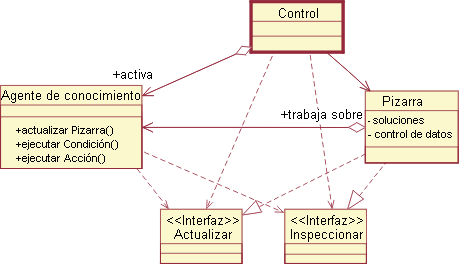 Control
+activa
Agente de conocimiento
+actualizar Pizarra()
+ejecutar Condición()
+ejecutar Acción()
+trabaja sobre
Pizarra
- soluciones
- control de datos
<<Interfaz>>
Actualizar
<<Interfaz>>
Inspeccionar